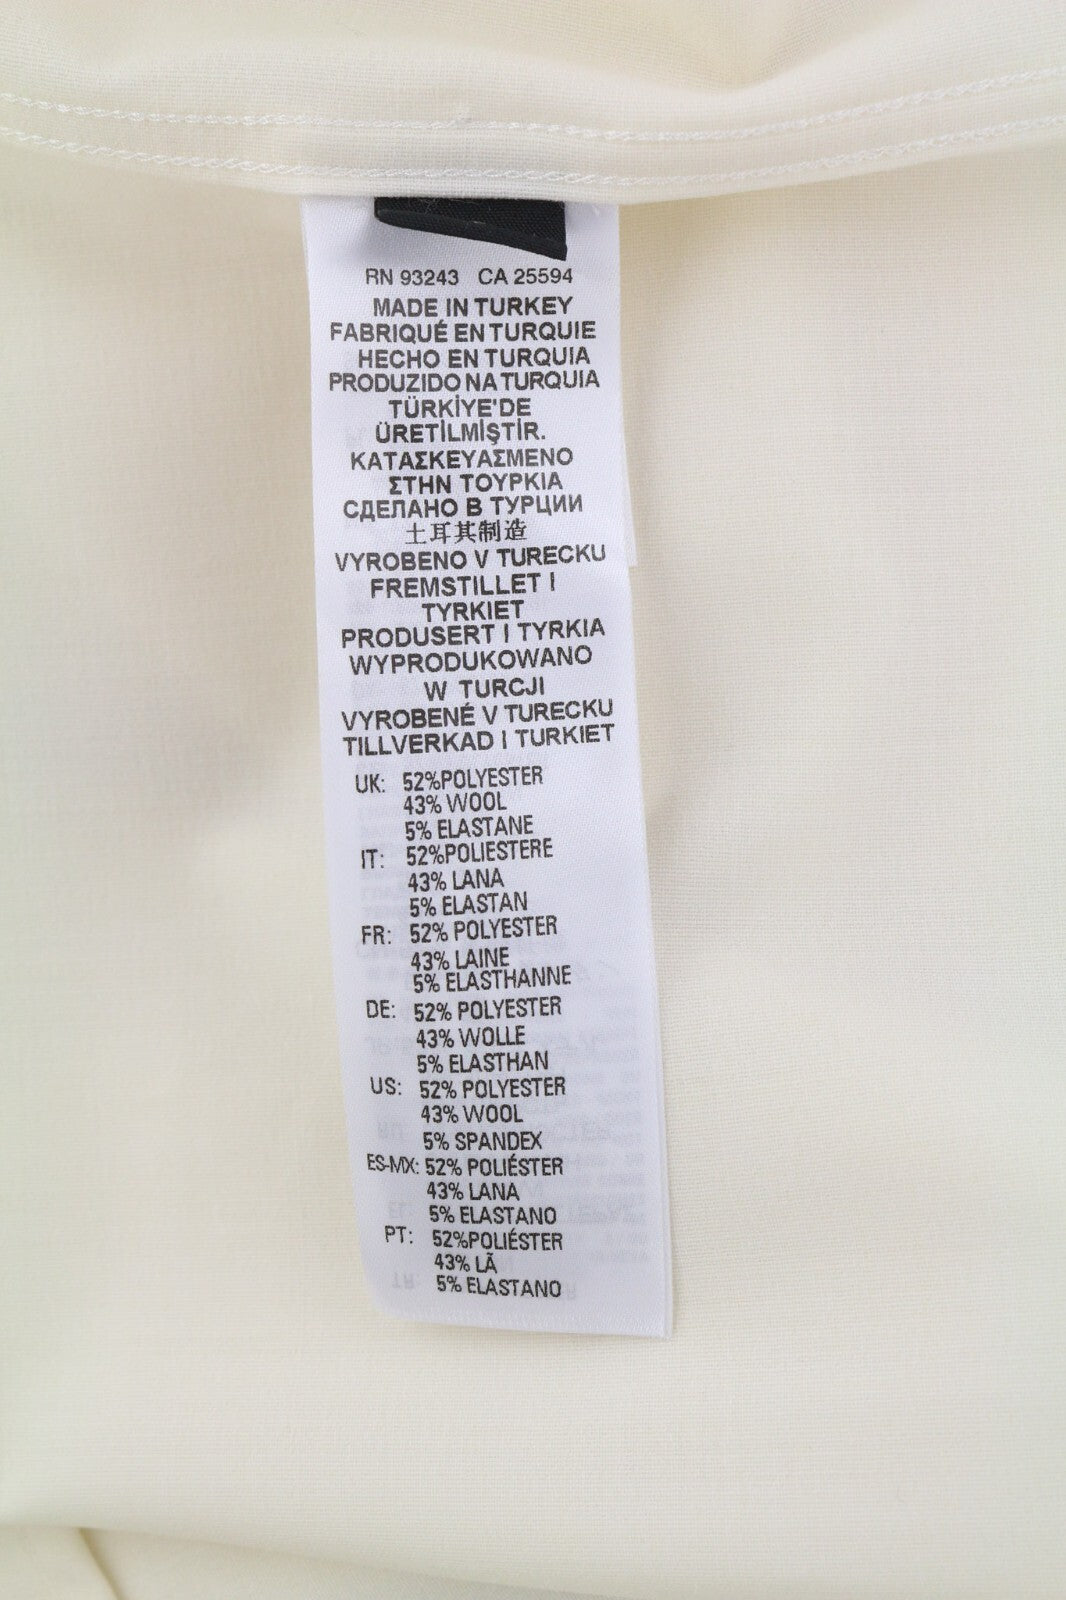 RN 93243 CA 25594
MADE IN TURKEY
FABRIQUÉ EN TURQUIE
HECHO EN TURQUIA
PRODUZIDO NA TURQUIA
TÜRKİYE'DE
ÜRETİLMİŞTİR.
ΚΑΤΑΣΚΕΥΑΣΜΕΝΟ
ΣΤΗΝ ΤΟΥΡΚΙΑ
СДЕЛАНО В ТУРЦИИ
土耳其制造
VYROBENO V TURECKU
FREMSTILLET I
TYRKIET
PRODUSERT I TYRKIA
WYPRODUKOWANO
W TURCJI
VYROBENÉ V TURECKU
TILLVERKAD I TURKIET
UK: 52%POLYESTER
43% WOOL
5% ELASTANE
IT: 52%POLIESTERE
43% LANA
5% ELASTAN
FR: 52% POLYESTER
43% LAINE
5% ELASTHANNE
DE: 52% POLYESTER
43% WOLLE
5% ELASTHAN
US: 52% POLYESTER
43% WOOL
5% SPANDEX
ES-MX: 52% POLIÉSTER
43% LANA
5% ELASTANO
PT: 52%POLIÉSTER
43% LÃ
5% ELASTANO